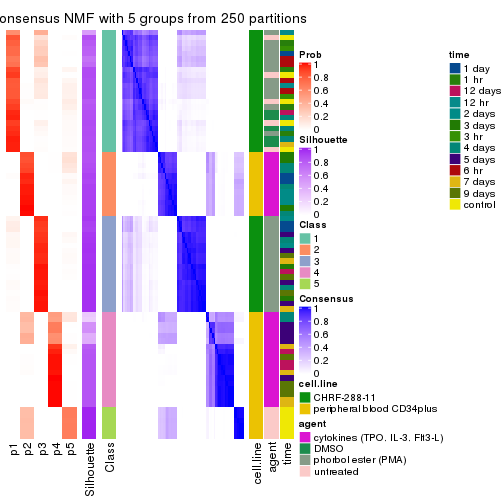 onsensus NMF with 5 groups from 250 partitions
Prob
1
0.8
0.6
0.4
0.2
0
Silhouette
1
0.8
0.6
0.4
0.2
0
Class
1
2
3
4
5
Consensus
1
0.8
0.6
0.4
0.2
0
cell.line
CHRF-288-11
peripheral blood CD34plus
agent
cytokines (TPO, IL-3, Flt3-L)
DMSO
phorbol ester (PMA)
untreated
time
1 day
1 hr
12 days
12 hr
2 days
3 days
3 hr
4 days
5 days
6 hr
7 days
9 days
control
p1
p2
p3
p4
p5
Silhouette
Class
cell.line
agent
time